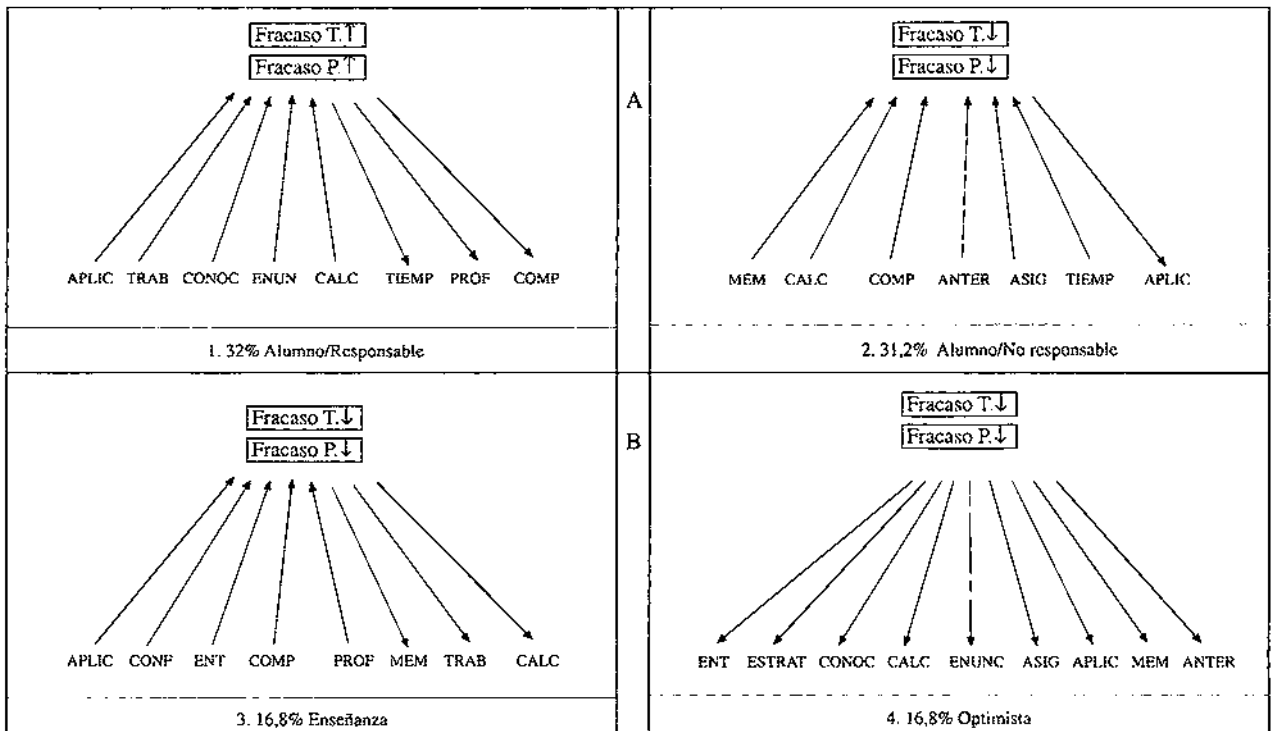 Fracaso T.↑
Fracaso P.↑
APLIC TRAB CONOC ENUN CALC TIEMP PROF COMP
1. 32% Alumno/Responsable
A
Fracaso T.↓
Fracaso P.↓
MEM CALC COMP ANTER ASIG TIEMP APLIC
2. 31,2% Alumno/No responsable
Fracaso T.↓
Fracaso P.↓
APLIC CONF ENT COMP PROF MEM TRAB CALC
3. 16,8% Enseñanza
B
Fracaso T.↓
Fracaso P.↓
ENT ESTRAT CONOC CALC ENUNC ASIG APLIC MEM ANTER
4. 16,8% Optimista